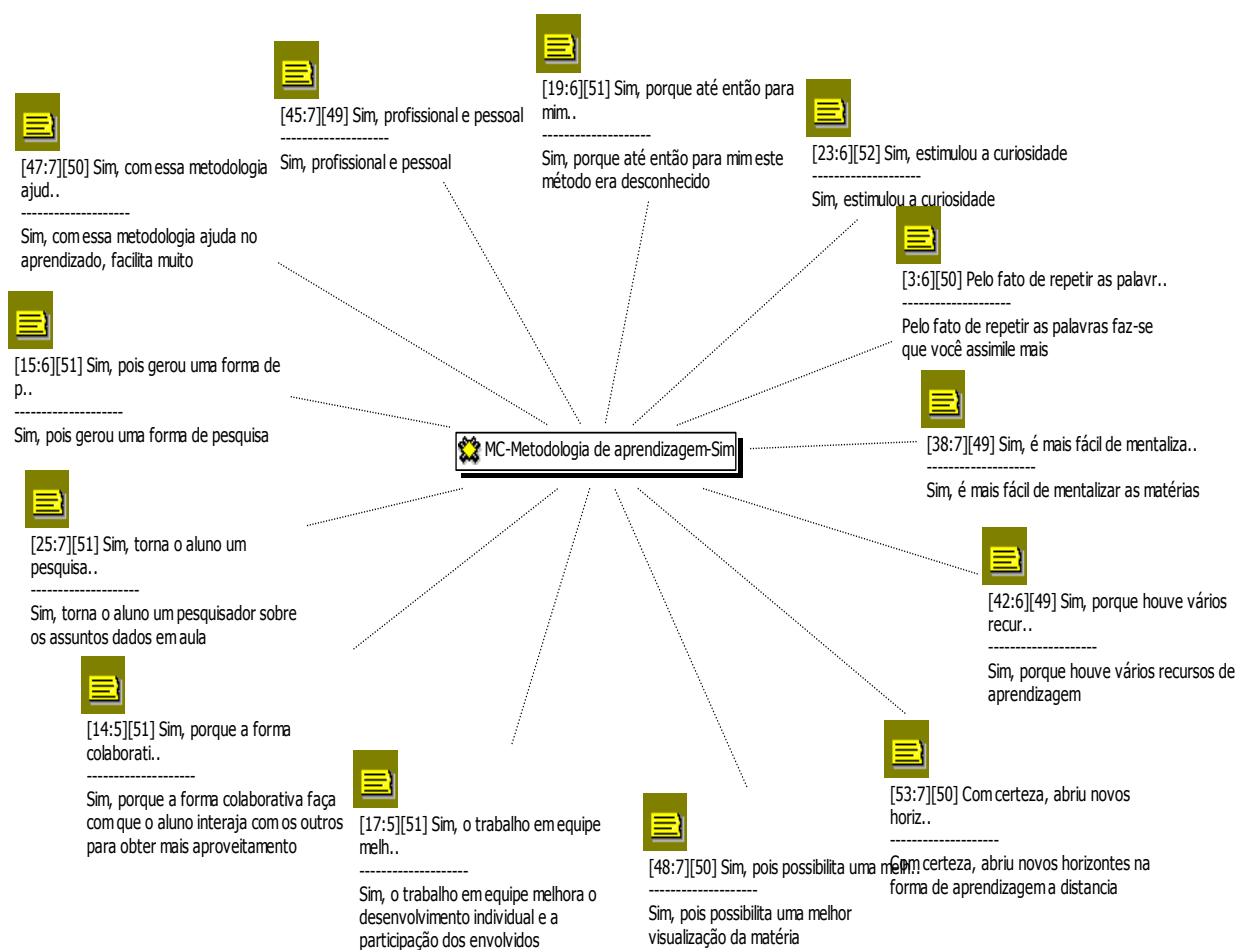 [19:6][51] Sim, porque até então para
mim..
--------------------
Sim, porque até então para mim este
método era desconhecido
[45:7][49] Sim, profissional e pessoal
--------------------
Sim, profissional e pessoal
[23:6][52] Sim, estimulou a curiosidade
--------------------
Sim, estimulou a curiosidade
[47:7][50] Sim, com essa metodologia
ajud..
--------------------
Sim, com essa metodologia ajuda no
aprendizado, facilita muito
[3:6][50] Pelo fato de repetir as palavr..
--------------------
Pelo fato de repetir as palavras faz-se
que você assimile mais
[15:6][51] Sim, pois gerou uma forma de
p..
--------------------
Sim, pois gerou uma forma de pesquisa
MC-Metodologia de aprendizagem-Sim
[38:7][49] Sim, é mais fácil de mentaliza..
--------------------
Sim, é mais fácil de mentalizar as matérias
[25:7][51] Sim, torna o aluno um
pesquisa..
--------------------
Sim, torna o aluno um pesquisador sobre
os assuntos dados em aula
[42:6][49] Sim, porque houve vários
recur..
--------------------
Sim, porque houve vários recursos de
aprendizagem
[14:5][51] Sim, porque a forma
colaborati..
--------------------
Sim, porque a forma colaborativa faça
com que o aluno interaja com os outros
para obter mais aproveitamento
[17:5][51] Sim, o trabalho em equipe
melh..
--------------------
Sim, o trabalho em equipe melhora o
desenvolvimento individual e a
participação dos envolvidos
[48:7][50] Sim, pois possibilita uma melh..
--------------------
Sim, pois possibilita uma melhor
visualização da matéria
[53:7][50] Com certeza, abriu novos
horiz..
--------------------
Com certeza, abriu novos horizontes na
forma de aprendizagem a distancia